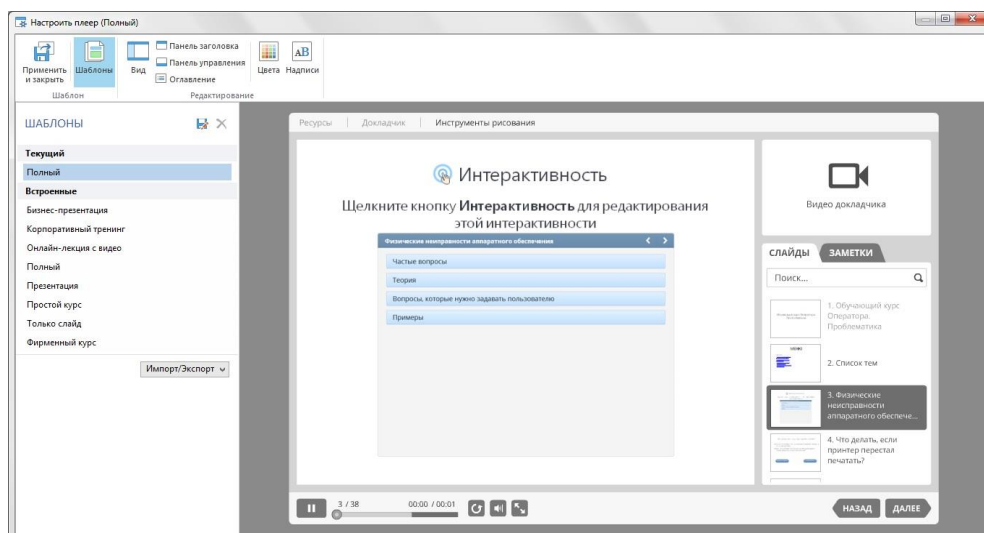 Настроить плеер (Полный)
Применить и закрыть
Шаблоны
Вид
Панель заголовка
Панель управления
Оглавление
Цвета
Надписи
AB
Шаблон
Редактирование
ШАБЛОНЫ
Текущий
Полный
Встроенные
Бизнес-презентация
Корпоративный тренинг
Онлайн-лекция с видео
Полный
Презентация
Простой курс
Только слайд
Фирменный курс
Импорт/Экспорт
Ресурсы
Докладчик
Инструменты рисования
Интерактивность
Щелкните кнопку Интерактивность для редактирования
этой интерактивности
Физические неисправности аппаратного обеспечения
Частые вопросы
Теория
Вопросы, которые нужно задавать пользователю
Примеры
Видео докладчика
СЛАЙДЫ
ЗАМЕТКИ
Поиск...
1. Обучающий курс
Оператора.
Проблематика
2. Список тем
3. Физические
неисправности
аппаратного обеспече...
4. Что делать, если
принтер перестал
печатать?
3 / 38
00:00 / 00:01
НАЗАД
ДАЛЕЕ